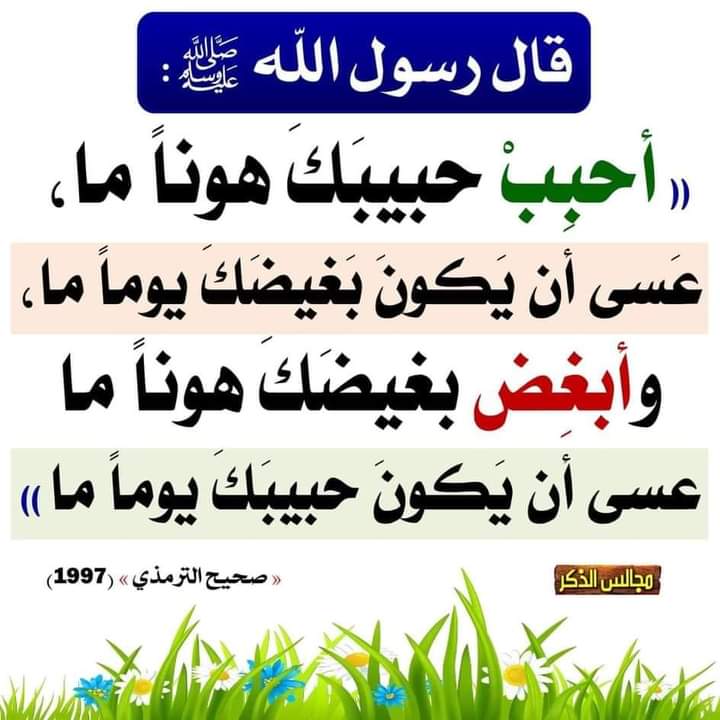 قال رسول الله ﷺ :
(( أحبِبْ حبيبَكَ هوناً ما،
عَسى أن يَكونَ بَغيضَكَ يوماً ما،
وأبغِض بغيضَكَ هوناً ما
عسى أن يَكونَ حبيبَكَ يوماً ما ))
« صحيح الترمذي » (1997)
مجالس الذكر